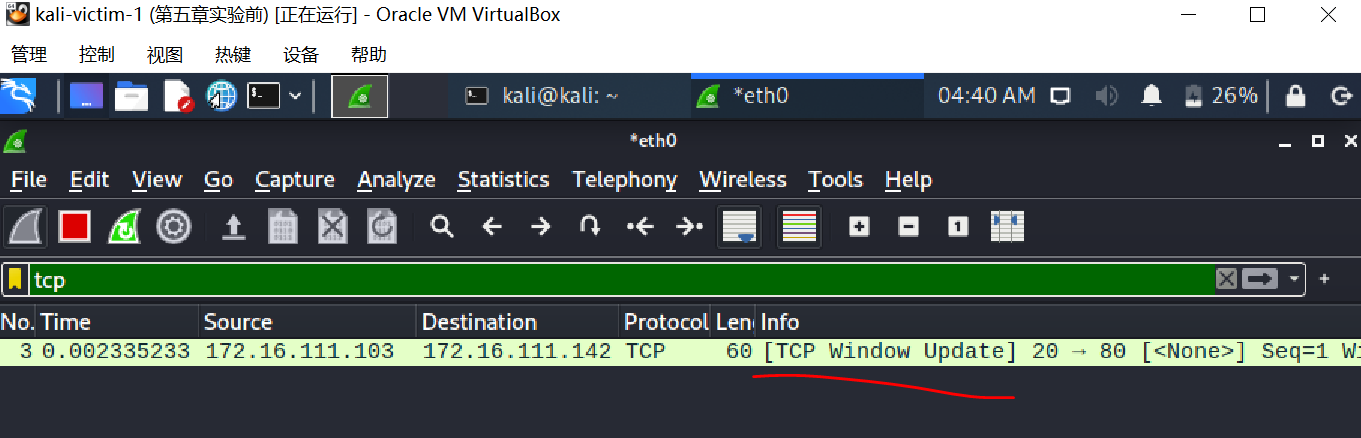 kali-victim-1 (第五章实验前) [正在运行] - Oracle VM VirtualBox
管理 控制 视图 热键 设备 帮助
kali@kali: ~ *eth0 04:40 AM 26%
*eth0
File Edit View Go Capture Analyze Statistics Telephony Wireless Tools Help
tcp
No. Time Source Destination Protocol Len Info
3 0.002335233 172.16.111.103 172.16.111.142 TCP 60 [TCP Window Update] 20 → 80 [<None>] Seq=1 Wi